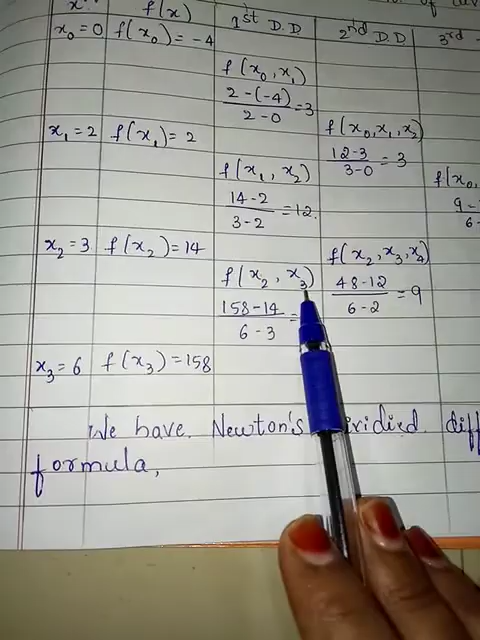 x f(x) 1st D.D 2nd D.D 3rd
x₀ = 0 f(x₀) = -4
f(x₀, x₁)
2-(-4)/2-0 = 3
x₁ = 2 f(x₁) = 2
f(x₀, x₁, x₂)
12-3/3-0 = 3
f(x₁, x₂)
14-2/3-2 = 12.
f(x₀,
9-
6-
x₂ = 3 f(x₂) = 14
f(x₂, x₃, x₄)
48-12/6-2 = 9
f(x₂, x₃)
158-14/6-3 =
x₃ = 6 f(x₃) = 158
We have Newton's divided diff
formula,